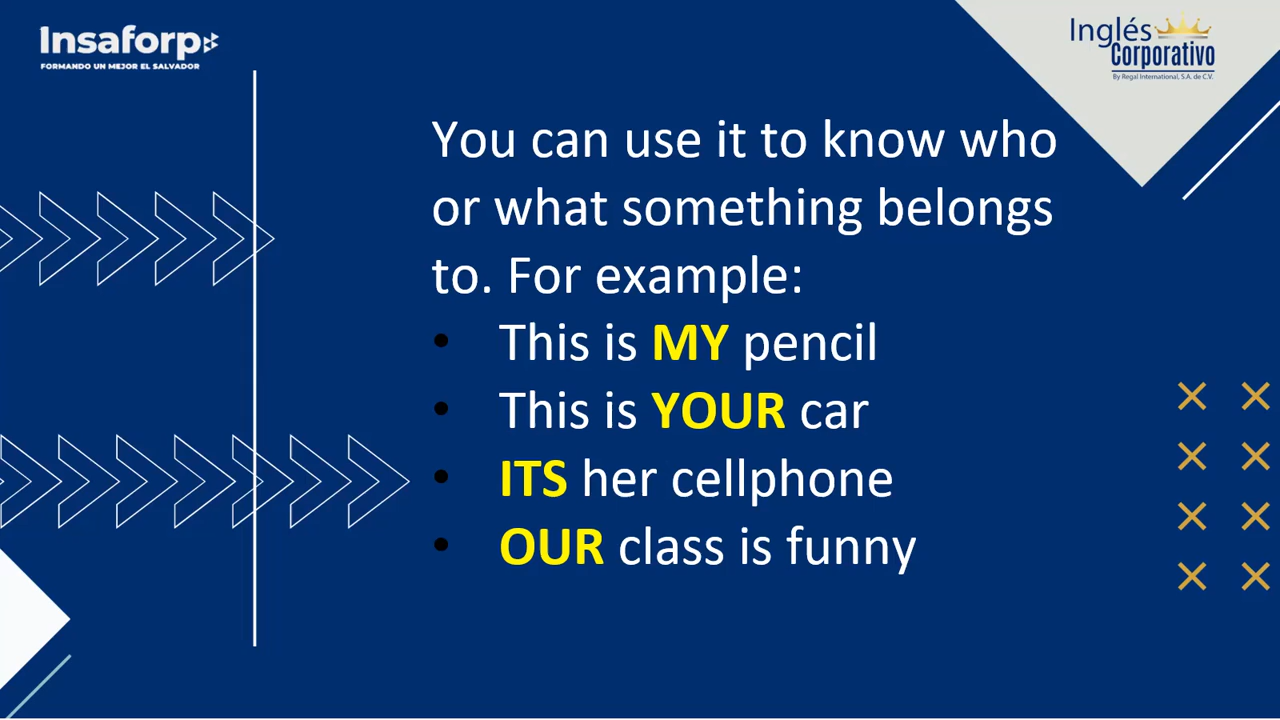 Insaforp
FORMANDO UN MEJOR EL SALVADOR
Inglés
Corporativo
By Regal International, S.A. de C.V.
You can use it to know who
or what something belongs
to. For example:
• This is MY pencil
• This is YOUR car
• ITS her cellphone
• OUR class is funny